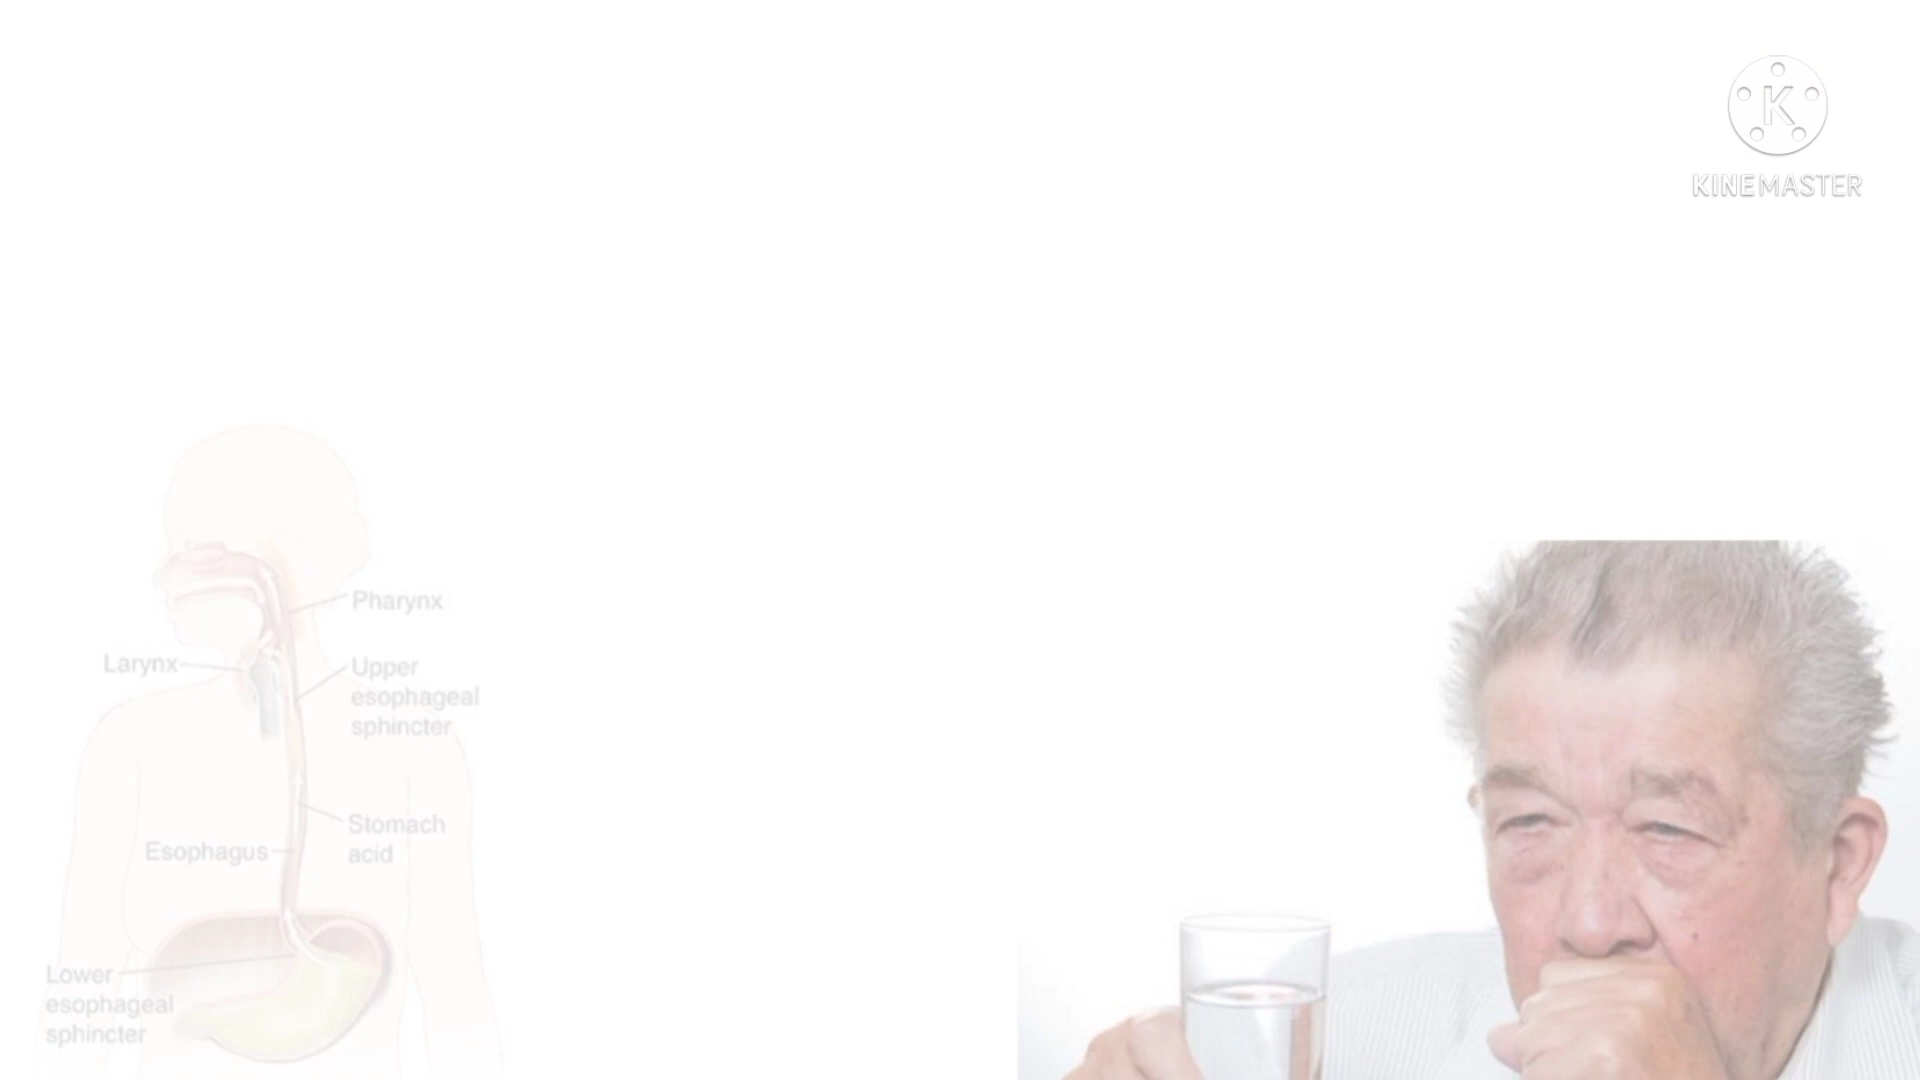 K
KINEMASTER
Pharynx
Larynx
Upper
esophageal
sphincter
Stomach
acid
Esophagus
Lower
esophageal
sphincter